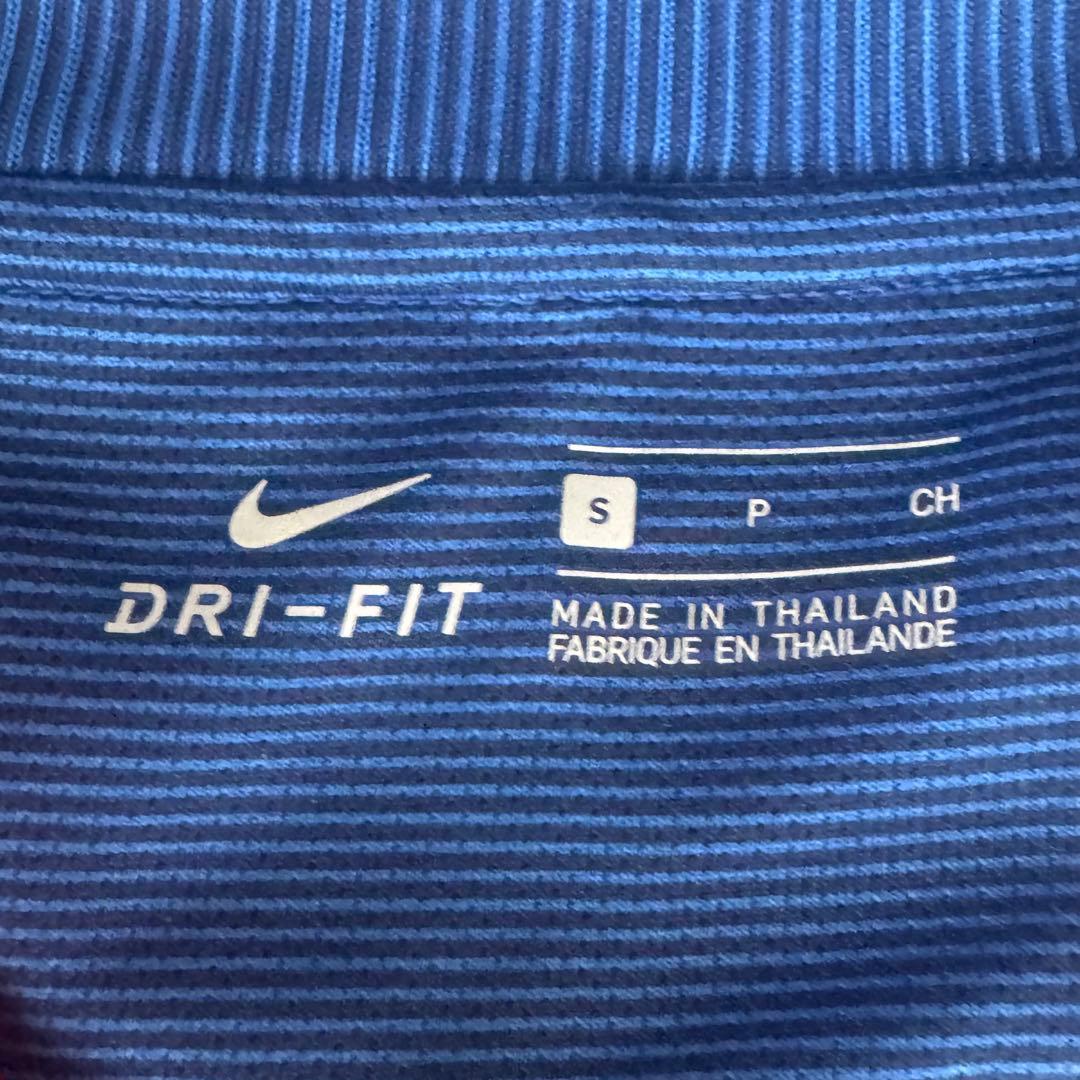 DRI-FIT
S P CH
MADE IN THAILAND
FABRIQUE EN THAILANDE